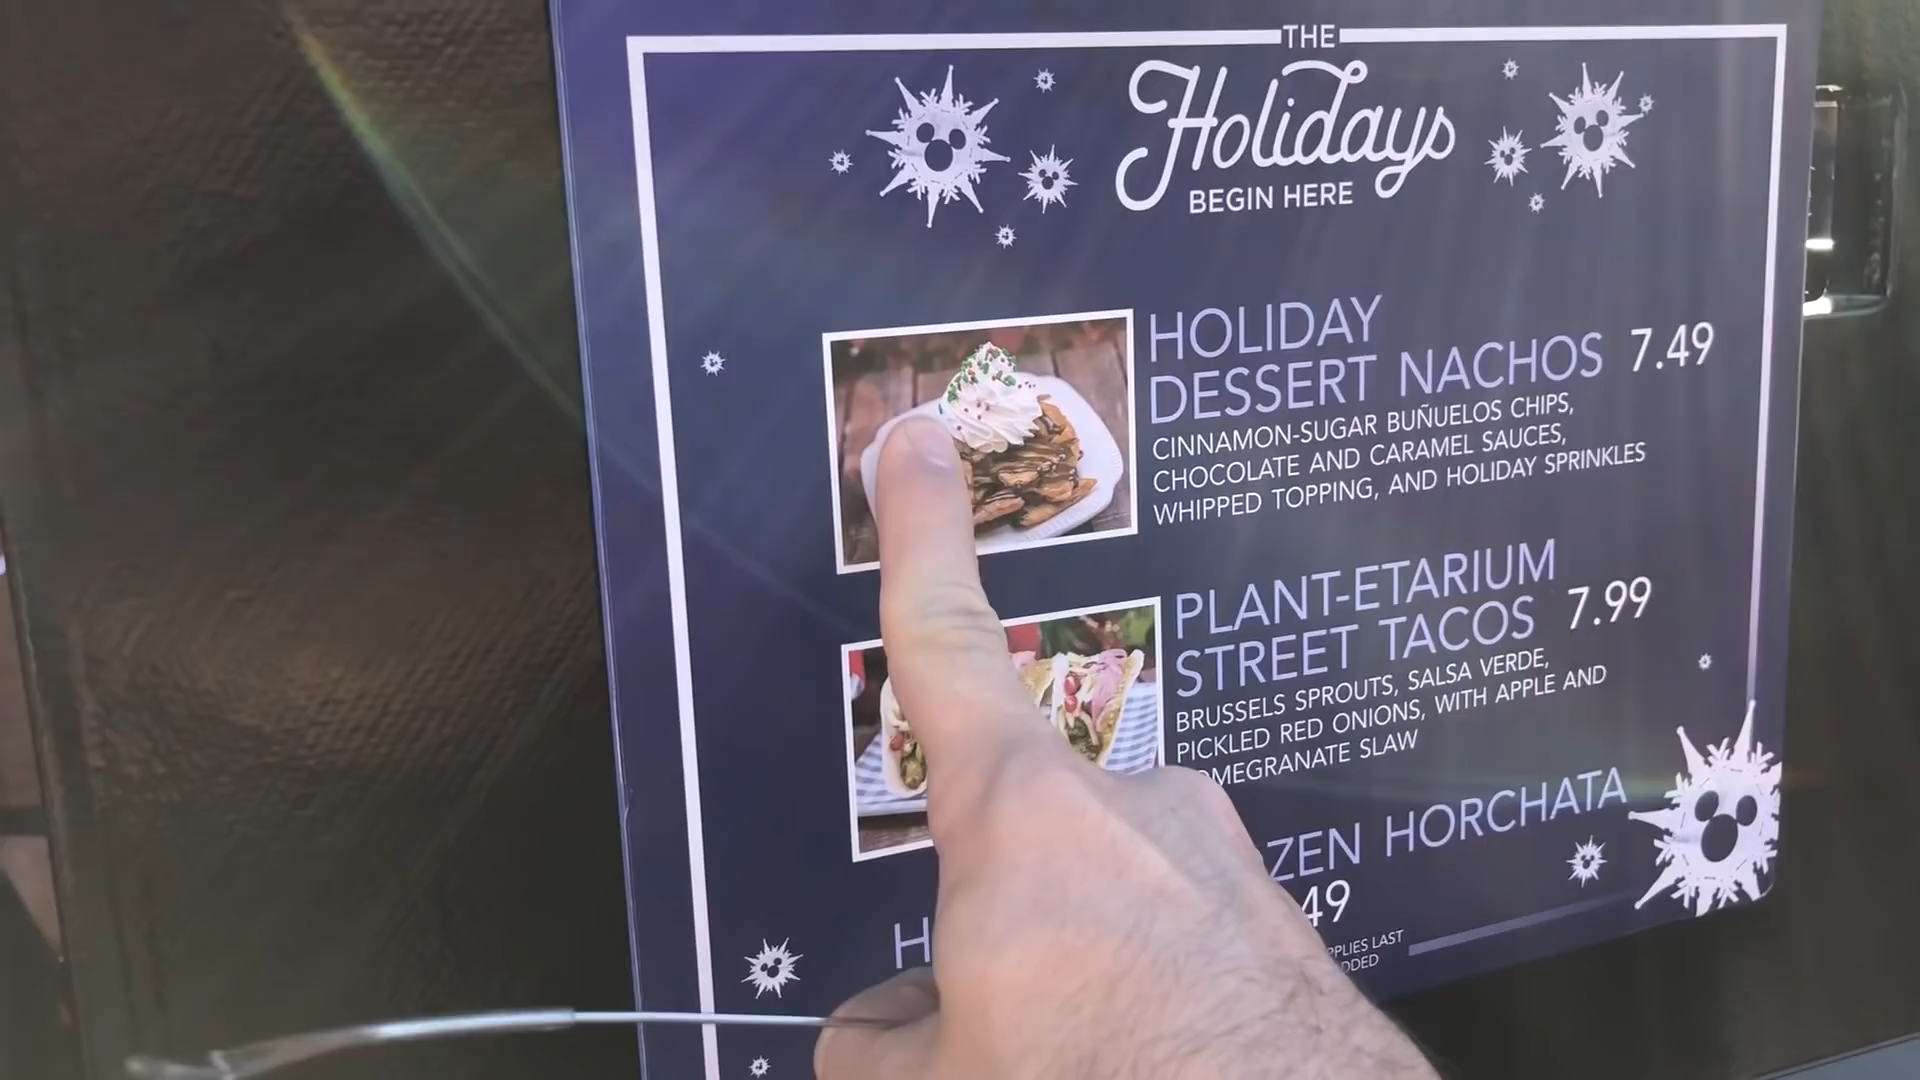 THE
Holidays
BEGIN HERE
HOLIDAY
DESSERT NACHOS 7.49
CINNAMON-SUGAR BUÑUELOS CHIPS,
CHOCOLATE AND CARAMEL SAUCES,
WHIPPED TOPPING, AND HOLIDAY SPRINKLES
PLANT-ETARIUM
STREET TACOS 7.99
BRUSSELS SPROUTS, SALSA VERDE,
PICKLED RED ONIONS, WITH APPLE AND
OMEGRANATE SLAW
ZEN HORCHATA
49
PPLIES LAST
DDED